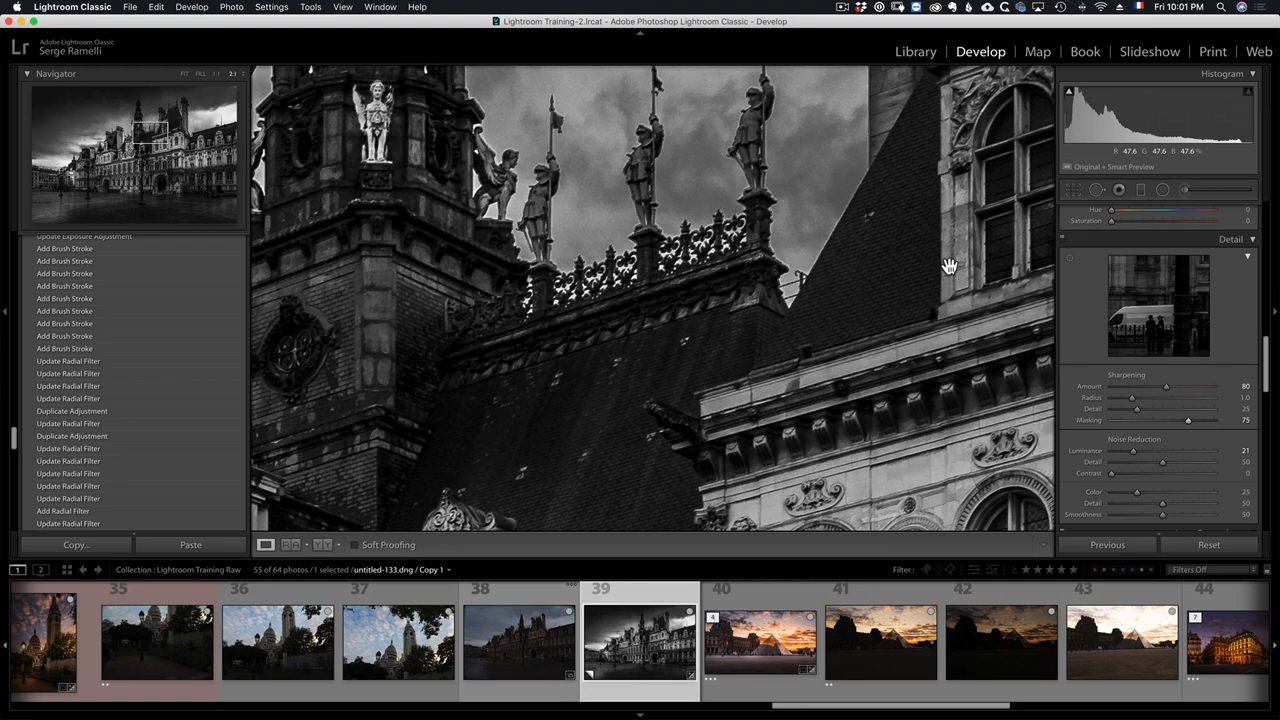 Lightroom Classic File Edit Develop Photo Settings Tools View Window Help Fri 10:01 PM
Lightroom Training-2.lrcat - Adobe Photoshop Lightroom Classic - Develop
Lr Adobe Lightroom Classic
Serge Ramelli
Library Develop Map Book Slideshow Print Web
Navigator FIT FILL 1:1 2:1
Histogram
R 47.6 G 47.6 B 47.6 %
Original + Smart Preview
Hue 0
Saturation 0
Detail
Sharpening
Amount 80
Radius 1.0
Detail 25
Masking 75
Noise Reduction
Luminance 21
Detail 50
Contrast 0
Color 25
Detail 50
Smoothness 50
Update Exposure Adjustment
Add Brush Stroke
Add Brush Stroke
Add Brush Stroke
Add Brush Stroke
Add Brush Stroke
Add Brush Stroke
Add Brush Stroke
Add Brush Stroke
Add Brush Stroke
Update Radial Filter
Update Radial Filter
Update Radial Filter
Update Radial Filter
Duplicate Adjustment
Update Radial Filter
Duplicate Adjustment
Update Radial Filter
Update Radial Filter
Update Radial Filter
Update Radial Filter
Update Radial Filter
Add Radial Filter
Update Radial Filter
Copy... Paste
Soft Proofing
Previous Reset
1 2 Collection : Lightroom Training Raw 55 of 64 photos / 1 selected / untitled-133.dng / Copy 1
Filter : Filters Off
35 36 37 38 39 40 41 42 43 44
4 7